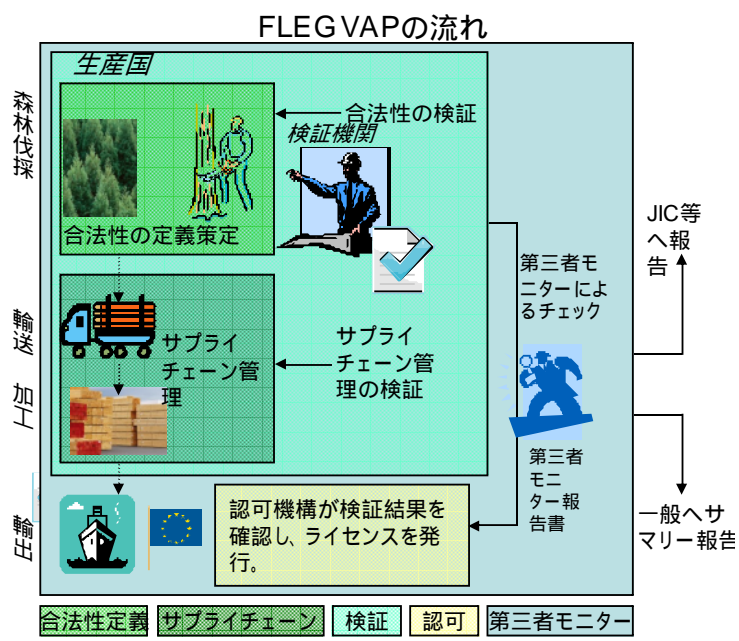 FLEG VAPの流れ
生産国
森林伐採
合法性の検証
検証機関
合法性の定義策定
JIC等
へ報
告
第三者モ
ニターによ
るチェック
輸送
サプライ
チェーン管
理
サプライ
チェーン管
理の検証
加工
第三者
モニ
ター報
告書
輸出
認可機構が検証結果を
確認し、ライセンスを発
行。
一般へサ
マリー報告
合法性定義
サプライチェーン
検証
認可
第三者モニター